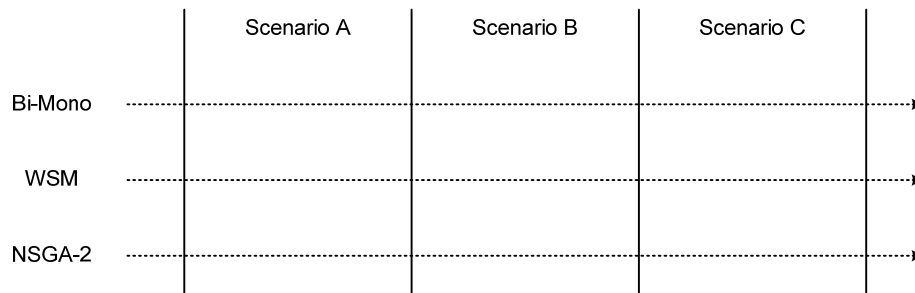 Scenario A
Scenario B
Scenario C
Bi-Mono
WSM
NSGA-2